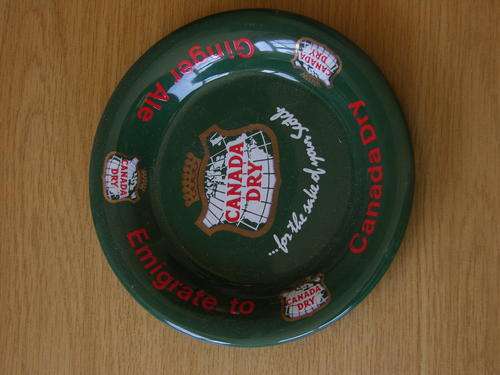 Emigrate to
Canada Dry
Ginger Ale
CANADA
DRY
...for the sake of your Scotch
CANADA
DRY
CANADA
DRY
CANADA
DRY